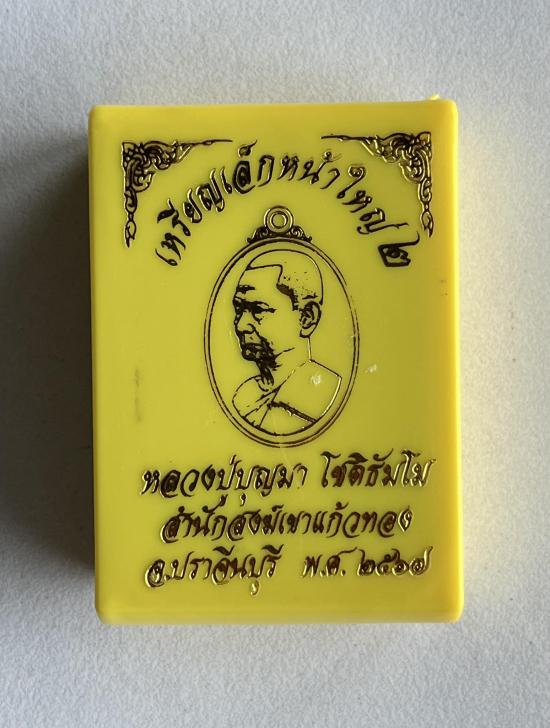 เหรียญเล็กหน้าใหญ่ ๒
หลวงปู่บุญมา โชติธัมโม
สำนักสงฆ์เขาแก้วทอง
จ.ปราจีนบุรี พ.ศ. ๒๕๖๗